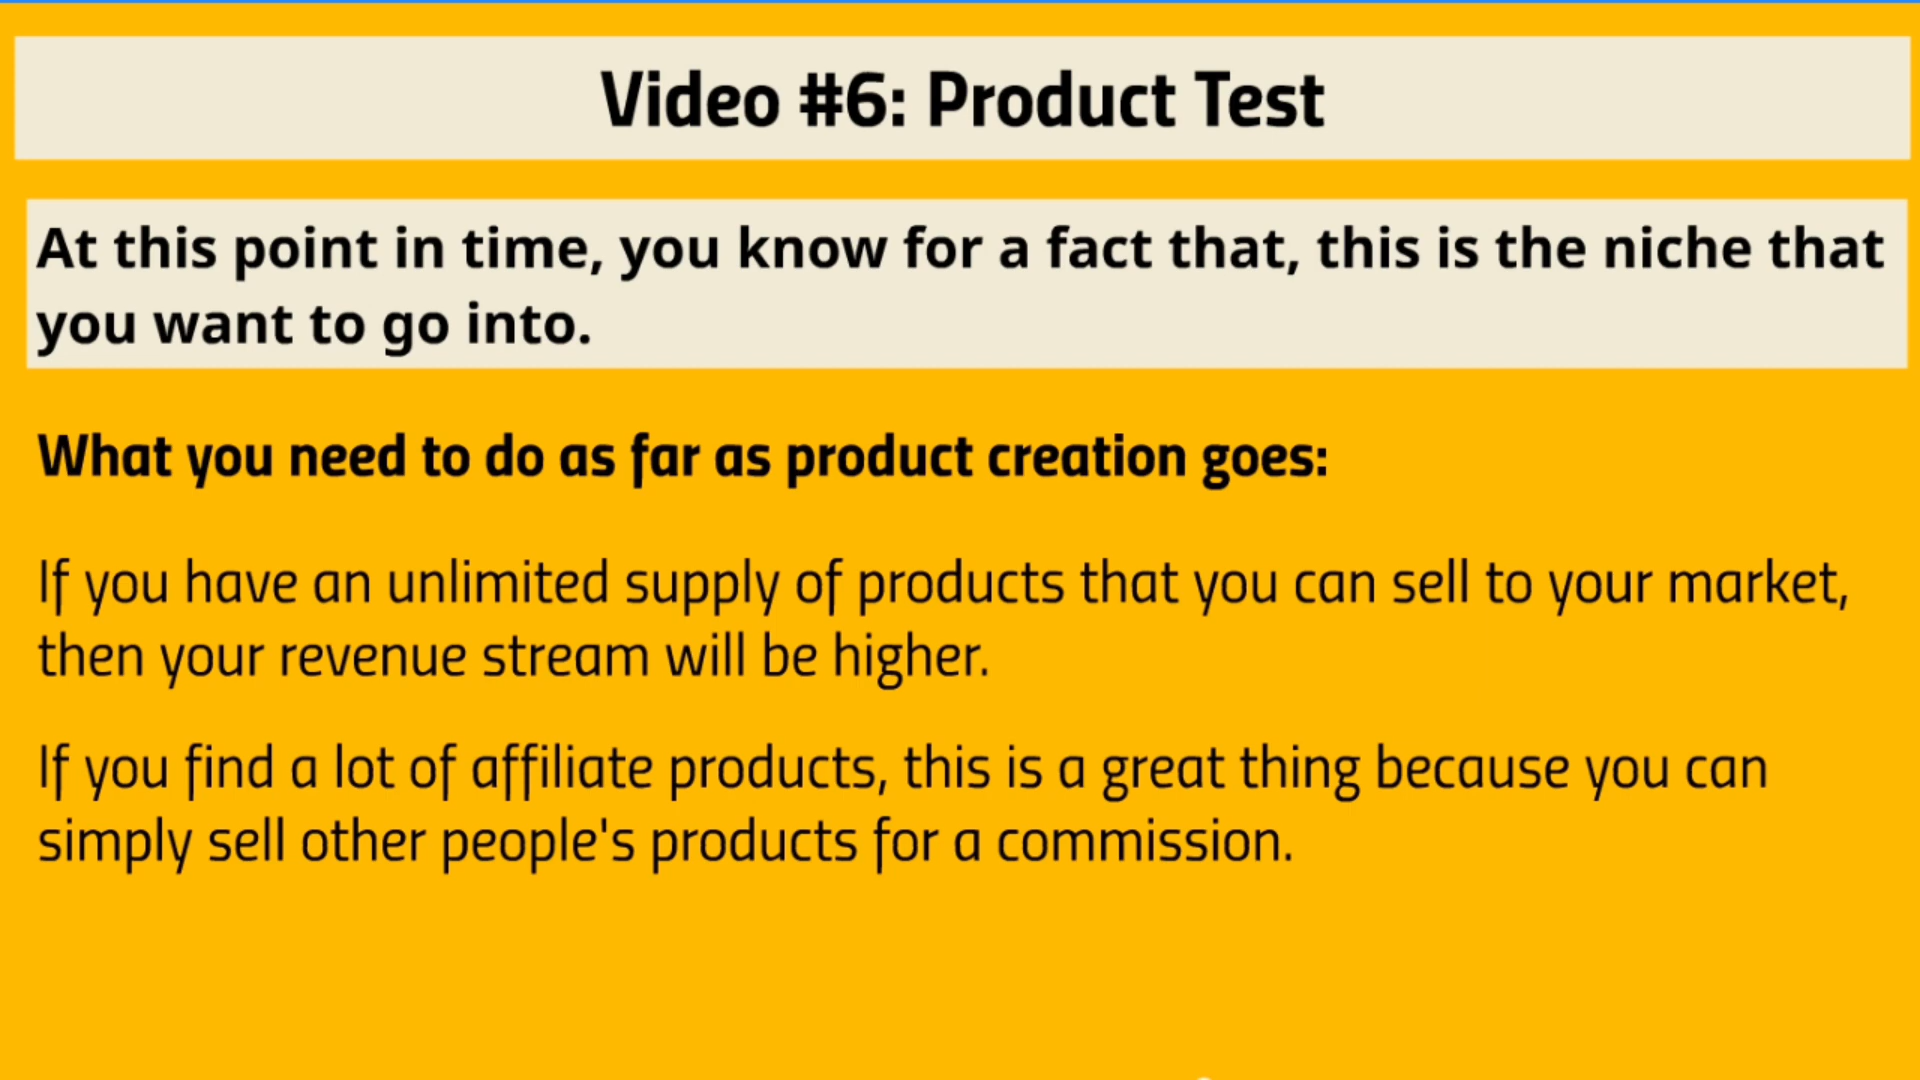 Video #6: Product Test
At this point in time, you know for a fact that, this is the niche that
you want to go into.
What you need to do as far as product creation goes:
If you have an unlimited supply of products that you can sell to your market,
then your revenue stream will be higher.
If you find a lot of affiliate products, this is a great thing because you can
simply sell other people's products for a commission.